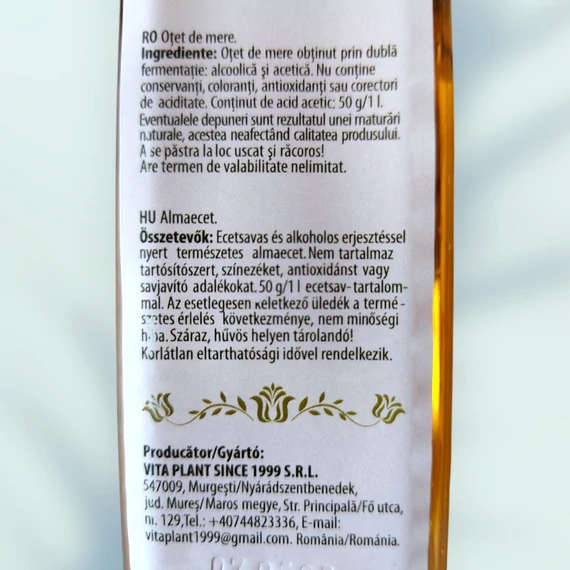 RO Oțet de mere.
Ingrediente: Oțet de mere obținut prin dublă
fermentație: alcoolică și acetică. Nu conține
conservanți, coloranți, antioxidanți sau corectori
de aciditate. Conținut de acid acetic: 50 g/1 l.
Eventualele depuneri sunt rezultatul unei maturări
naturale, acestea neafectând calitatea produsului.
A se păstra la loc uscat și răcoros!
Are termen de valabilitate nelimitat.
HU Almaecet.
Összetevők: Ecetsavas és alkoholos erjesztéssel
nyert természetes almaecet. Nem tartalmaz
tartósítószert, színezéket, antioxidánst vagy
savjavító adalékokat. 50 g/1 l ecetsav-tartalom-
mal. Az esetlegesen keletkező üledék a termé-
szetes érlelés következménye, nem minőségi
hiba. Száraz, hűvös helyen tárolandó!
Korlátlan eltarthatósági idővel rendelkezik.
Producător/Gyártó:
VITA PLANT SINCE 1999 S.R.L.
547009, Murgești/Nyárádszentbenedek,
jud. Mureș/Maros megye, Str. Principală/Fő utca,
nr. 129,Tel.: +40744823336, E-mail:
vitaplant1999@gmail.com. România/Románia.